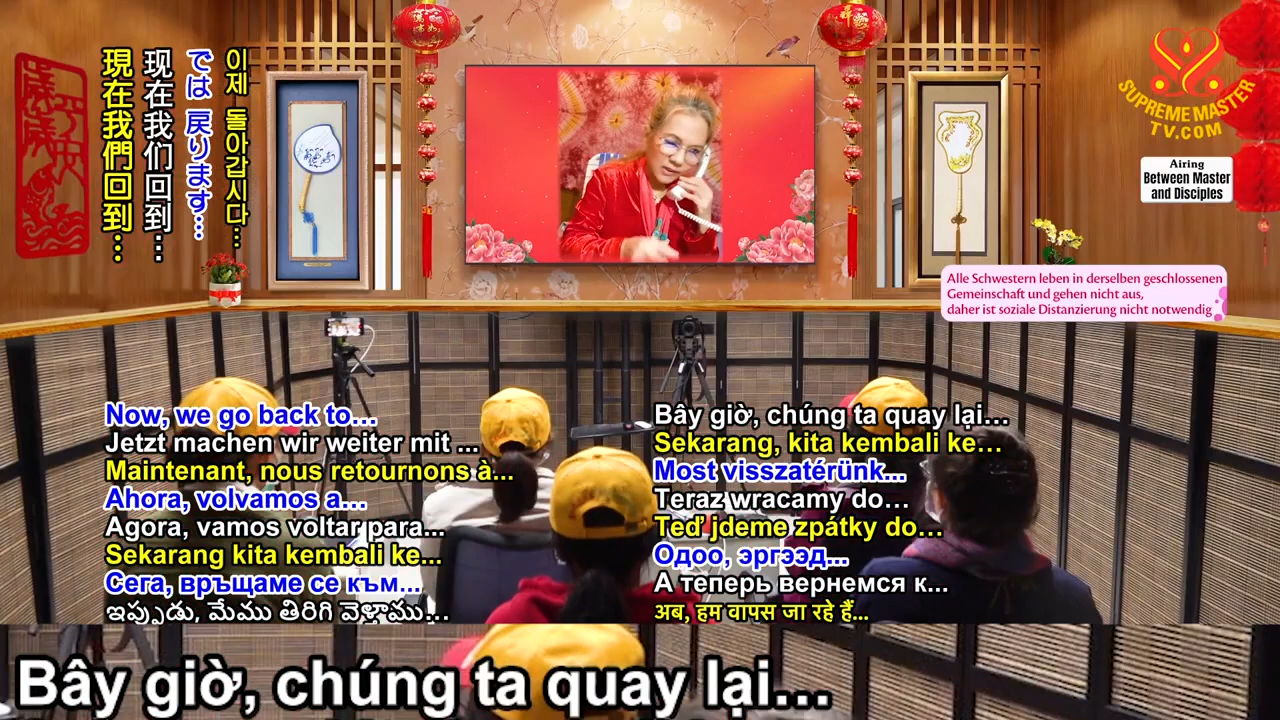 이제 돌아갑시다...
では 戻ります...
现在我们回到...
現在我們回到...
SUPREME MASTER
TV.COM
Airing
Between Master
and Disciples
Alle Schwestern leben in derselben geschlossenen
Gemeinschaft und gehen nicht aus,
daher ist soziale Distanzierung nicht notwendig
Now, we go back to...
Jetzt machen wir weiter mit ...
Maintenant, nous retournons à...
Ahora, volvamos a...
Agora, vamos voltar para...
Sekarang kita kembali ke...
Сега, връщаме се към...
ఇప్పుడు, మేము తిరిగి వెళ్తాము...
Bây giờ, chúng ta quay lại...
Sekarang, kita kembali ke...
Most visszatérünk...
Teraz wracamy do...
Teď jdeme zpátky do...
Одоо, эргээд...
А теперь вернемся к...
अब, हम वापस जा रहे हैं...
Bây giờ, chúng ta quay lại...